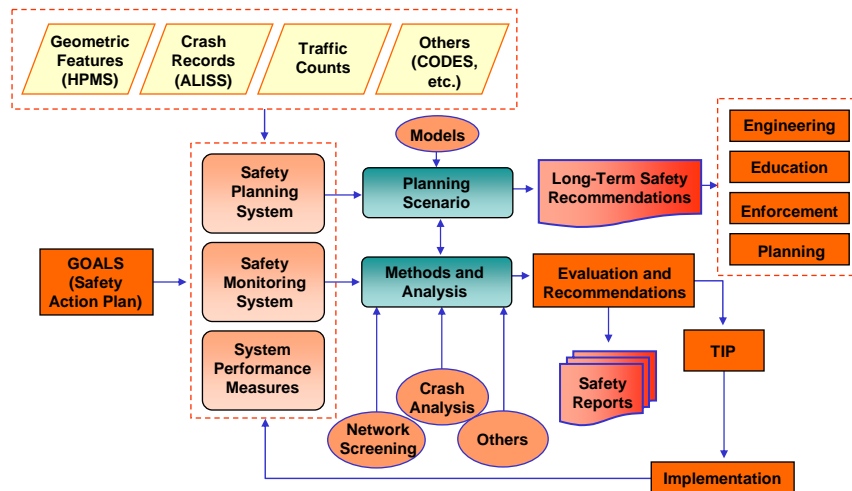 Geometric
Features
(HPMS)
Crash
Records
(ALISS)
Traffic
Counts
Others
(CODES,
etc.)
Models
Engineering
Education
Enforcement
Planning
Safety
Planning
System
Planning
Scenario
Long-Term Safety
Recommendations
GOALS
(Safety
Action Plan)
Safety
Monitoring
System
Methods and
Analysis
Evaluation and
Recommendations
System
Performance
Measures
TIP
Safety
Reports
Crash
Analysis
Network
Screening
Others
Implementation